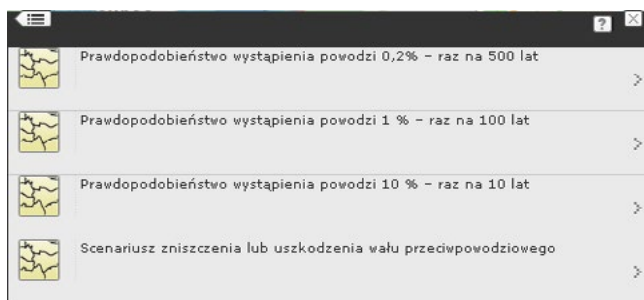 ?
Prawdopodobieństwo wystąpienia powodzi 0,2% – raz na 500 lat
Prawdopodobieństwo wystąpienia powodzi 1 % – raz na 100 lat
Prawdopodobieństwo wystąpienia powodzi 10 % – raz na 10 lat
Scenariusz zniszczenia lub uszkodzenia wału przeciwpowodziowego